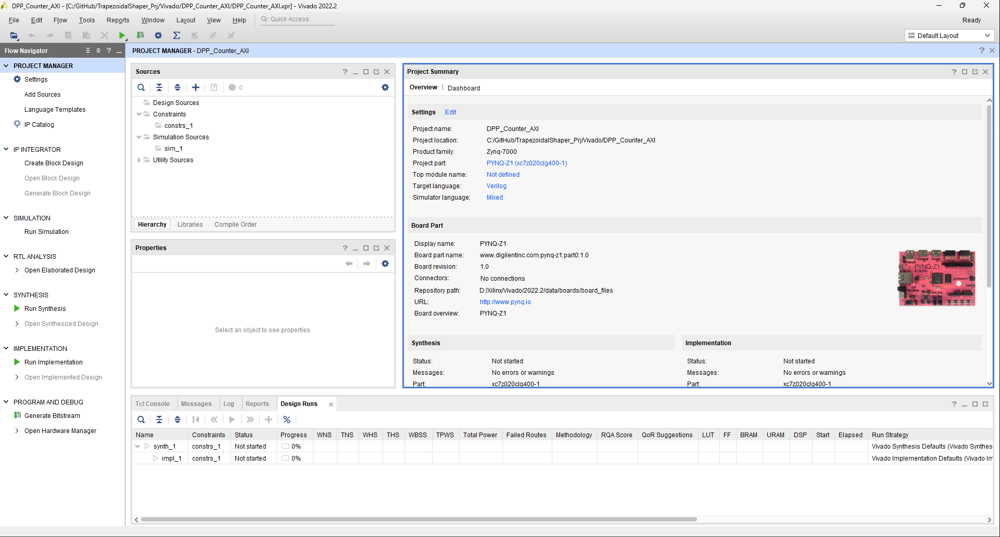 DPP_Counter_AXI - [C:/GitHub/TrapezoidalShaper_Prj/Vivado/DPP_Counter_AXI/DPP_Counter_AXI.xpr] - Vivado 2022.2
File Edit Flow Tools Reports Window Layout View Help Quick Access
Ready
Default Layout
Flow Navigator
PROJECT MANAGER
Settings
Add Sources
Language Templates
IP Catalog
IP INTEGRATOR
Create Block Design
Open Block Design
Generate Block Design
SIMULATION
Run Simulation
RTL ANALYSIS
Open Elaborated Design
SYNTHESIS
Run Synthesis
Open Synthesized Design
IMPLEMENTATION
Run Implementation
Open Implemented Design
PROGRAM AND DEBUG
Generate Bitstream
Open Hardware Manager
PROJECT MANAGER - DPP_Counter_AXI
Sources
0
Design Sources
Constraints
constrs_1
Simulation Sources
sim_1
Utility Sources
Hierarchy Libraries Compile Order
Properties
Select an object to see properties
Project Summary
Overview | Dashboard
Settings Edit
Project name: DPP_Counter_AXI
Project location: C:/GitHub/TrapezoidalShaper_Prj/Vivado/DPP_Counter_AXI
Product family: Zynq-7000
Project part: PYNQ-Z1 (xc7z020clg400-1)
Top module name: Not defined
Target language: Verilog
Simulator language: Mixed
Board Part
Display name: PYNQ-Z1
Board part name: www.digilentinc.com:pynq-z1:part0:1.0
Board revision: 1.0
Connectors: No connections
Repository path: D:/Xilinx/Vivado/2022.2/data/boards/board_files
URL: http://www.pynq.io
Board overview: PYNQ-Z1
PYNQ-Z1
XILINX
DIGILENT
Synthesis
Status: Not started
Messages: No errors or warnings
Part: xc7z020clg400-1
Implementation
Status: Not started
Messages: No errors or warnings
Part: xc7z020clg400-1
Tcl Console Messages Log Reports Design Runs
Name Constraints Status Progress WNS TNS WHS THS WBSS TPWS Total Power Failed Routes Methodology RQA Score QoR Suggestions LUT FF BRAM URAM DSP Start Elapsed Run Strategy
synth_1 constrs_1 Not started 0% Vivado Synthesis Defaults (Vivado Synthes
impl_1 constrs_1 Not started 0% Vivado Implementation Defaults (Vivado Im